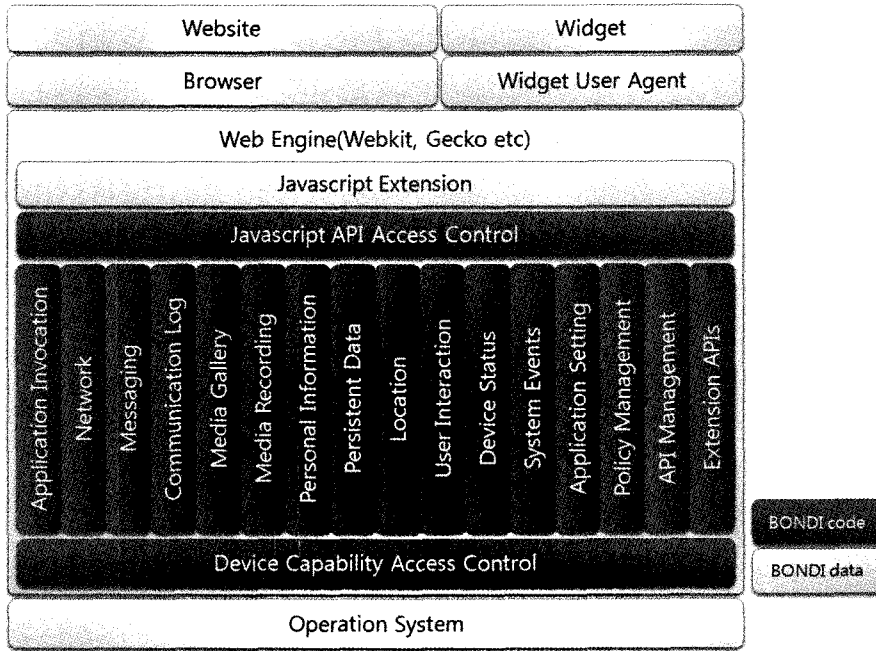 Website
Widget
Browser
Widget User Agent
Web Engine(Webkit, Gecko etc)
Javascript Extension
Javascript API Access Control
Application Invocation
Network
Messaging
Communication Log
Media Gallery
Media Recording
Personal Information
Persistent Data
Location
User Interaction
Device Status
System Events
Application Setting
Policy Management
API Management
Extension APIs
Device Capability Access Control
Operation System
BONDI code
BONDI data